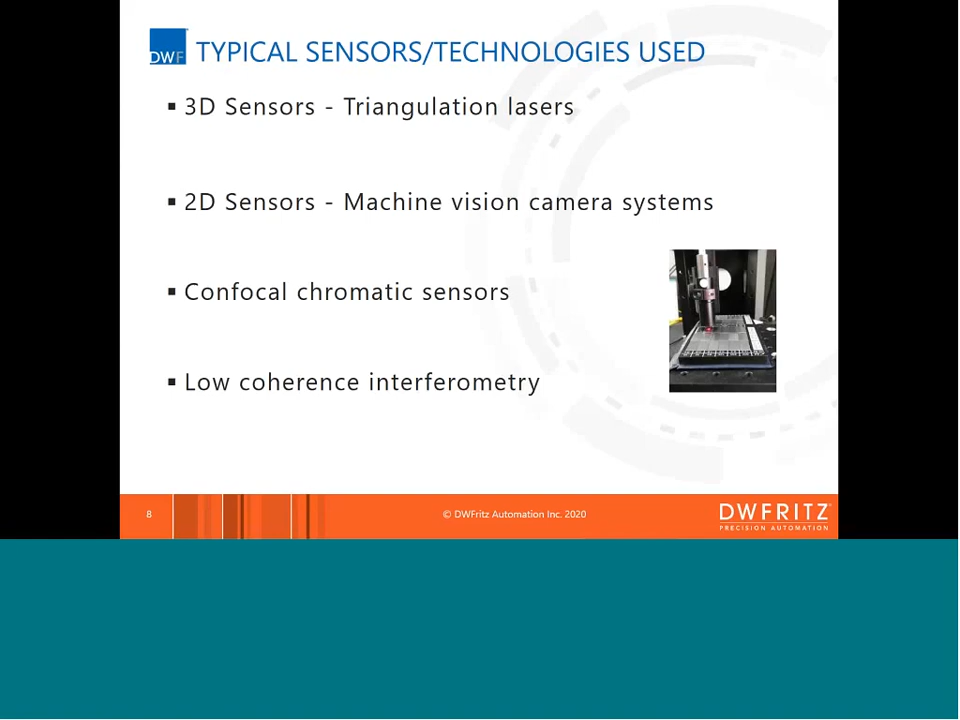 DWF
TYPICAL SENSORS/TECHNOLOGIES USED
▪ 3D Sensors - Triangulation lasers
▪ 2D Sensors - Machine vision camera systems
▪ Confocal chromatic sensors
▪ Low coherence interferometry
8
© DWFritz Automation Inc. 2020
DWFRITZ
PRECISION AUTOMATION